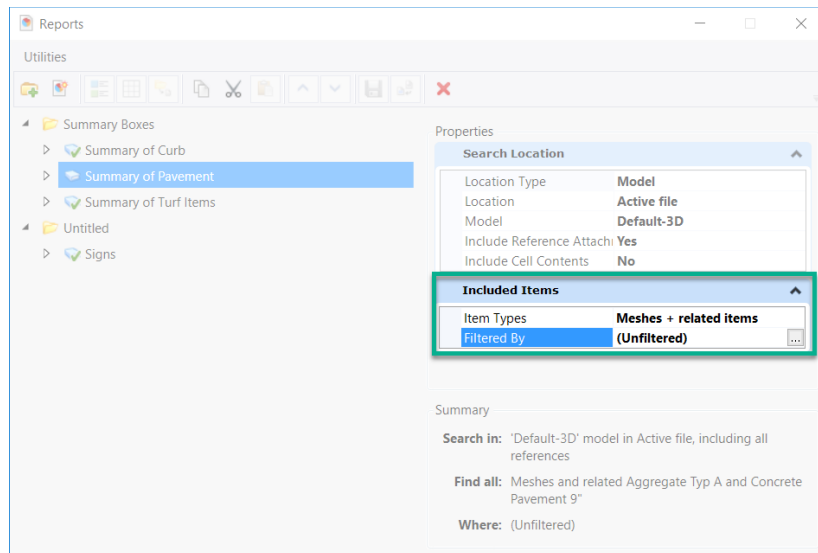 Reports
Utilities
Summary Boxes
Summary of Curb
Summary of Pavement
Summary of Turf Items
Untitled
Signs
Properties
Search Location
Location Type Model
Location Active file
Model Default-3D
Include Reference Attachı Yes
Include Cell Contents No
Included Items
Item Types Meshes + related items
Filtered By (Unfiltered) ...
Summary
Search in: 'Default-3D' model in Active file, including all
references
Find all: Meshes and related Aggregate Typ A and Concrete
Pavement 9"
Where: (Unfiltered)